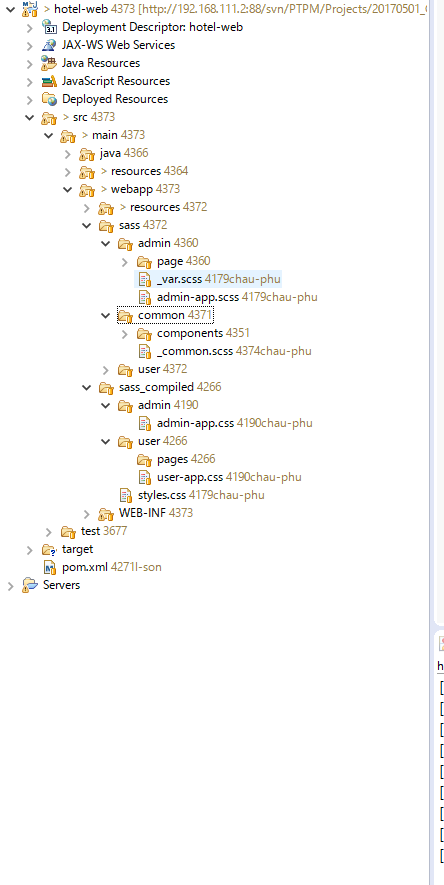 > hotel-web 4373 [http://192.168.111.2:88/svn/PTPM/Projects/20170501_
Deployment Descriptor: hotel-web
JAX-WS Web Services
Java Resources
JavaScript Resources
Deployed Resources
> src 4373
> main 4373
java 4366
> resources 4364
> webapp 4373
> resources 4372
sass 4372
admin 4360
page 4360
_var.scss 4179chau-phu
admin-app.scss 4179chau-phu
common 4371
components 4351
_common.scss 4374chau-phu
user 4372
sass_compiled 4266
admin 4190
admin-app.css 4190chau-phu
user 4266
pages 4266
user-app.css 4190chau-phu
styles.css 4179chau-phu
WEB-INF 4373
test 3677
target
pom.xml 4271l-son
Servers
h
[
[
[
[
[
[
[
[
[